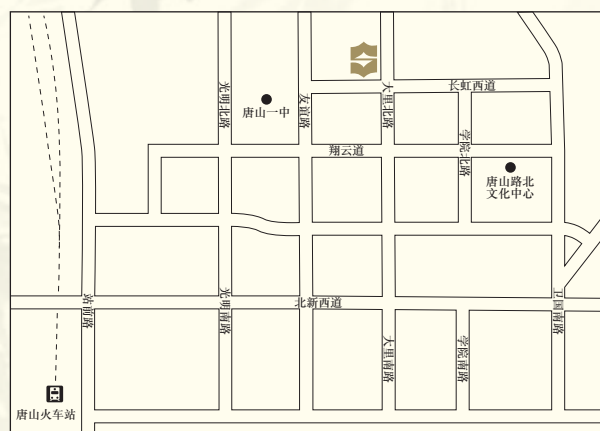 光明北路
唐山一中
友谊路
大里北路
长虹西道
翔云道
学院北路
唐山路北
文化中心
站前路
光明南路
北新西道
卫国南路
大里南路
学院南路
唐山火车站